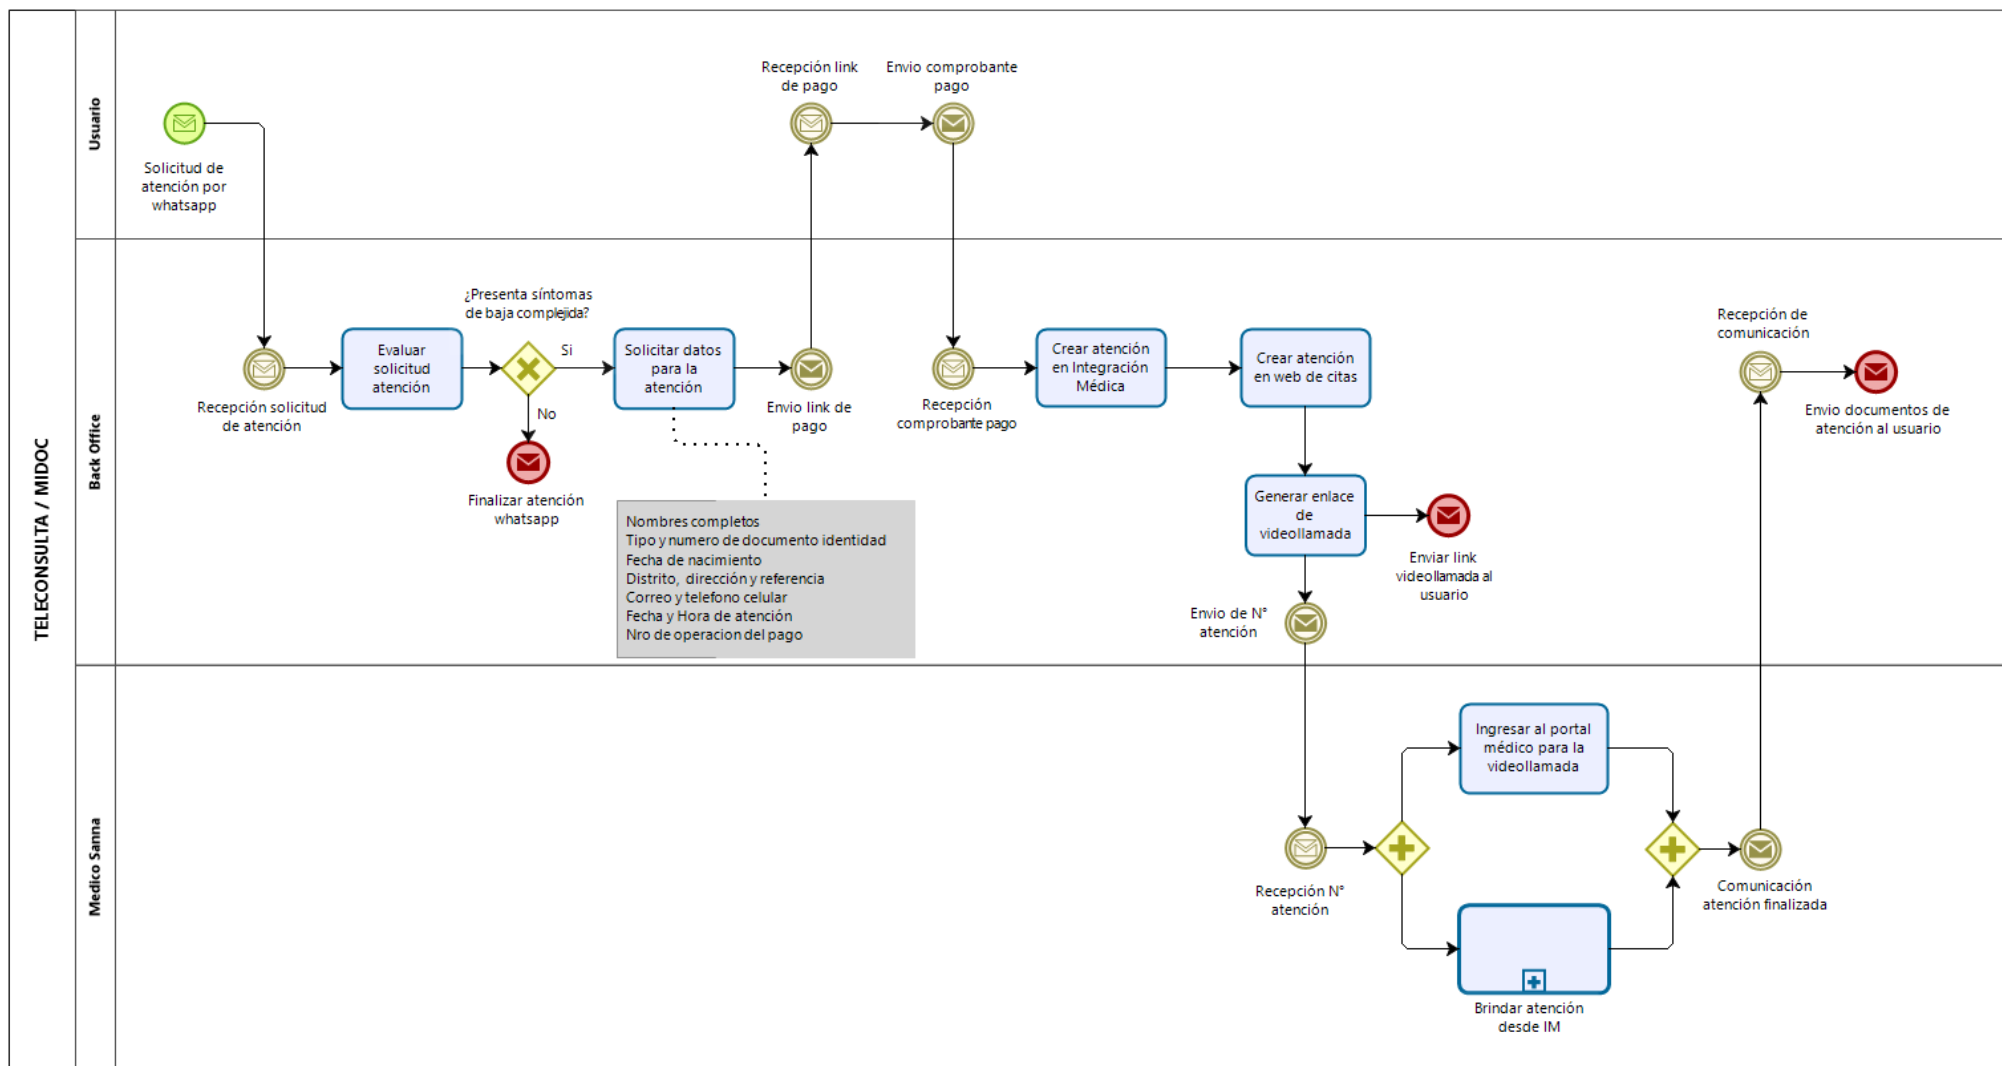 TELECONSULTA / MIDOC
Usuario
Solicitud de
atención por
whatsapp
Recepción link
de pago
Envio comprobante
pago
Back Office
Recepción solicitud
de atención
Evaluar
solicitud
atención
¿Presenta síntomas
de baja complejida?
Si
No
Finalizar atención
whatsapp
Solicitar datos
para la
atención
Envio link de
pago
Nombres completos
Tipo y numero de documento identidad
Fecha de nacimiento
Distrito, dirección y referencia
Correo y telefono celular
Fecha y Hora de atención
Nro de operacion del pago
Recepción
comprobante pago
Crear atención
en Integración
Médica
Crear atención
en web de citas
Generar enlace
de
videollamada
Enviar link
videollamada al
usuario
Envio de N°
atención
Recepción de
comunicación
Envio documentos de
atención al usuario
Medico Sanna
Recepción N°
atención
Ingresar al portal
médico para la
videollamada
Brindar atención
desde IM
Comunicación
atención finalizada